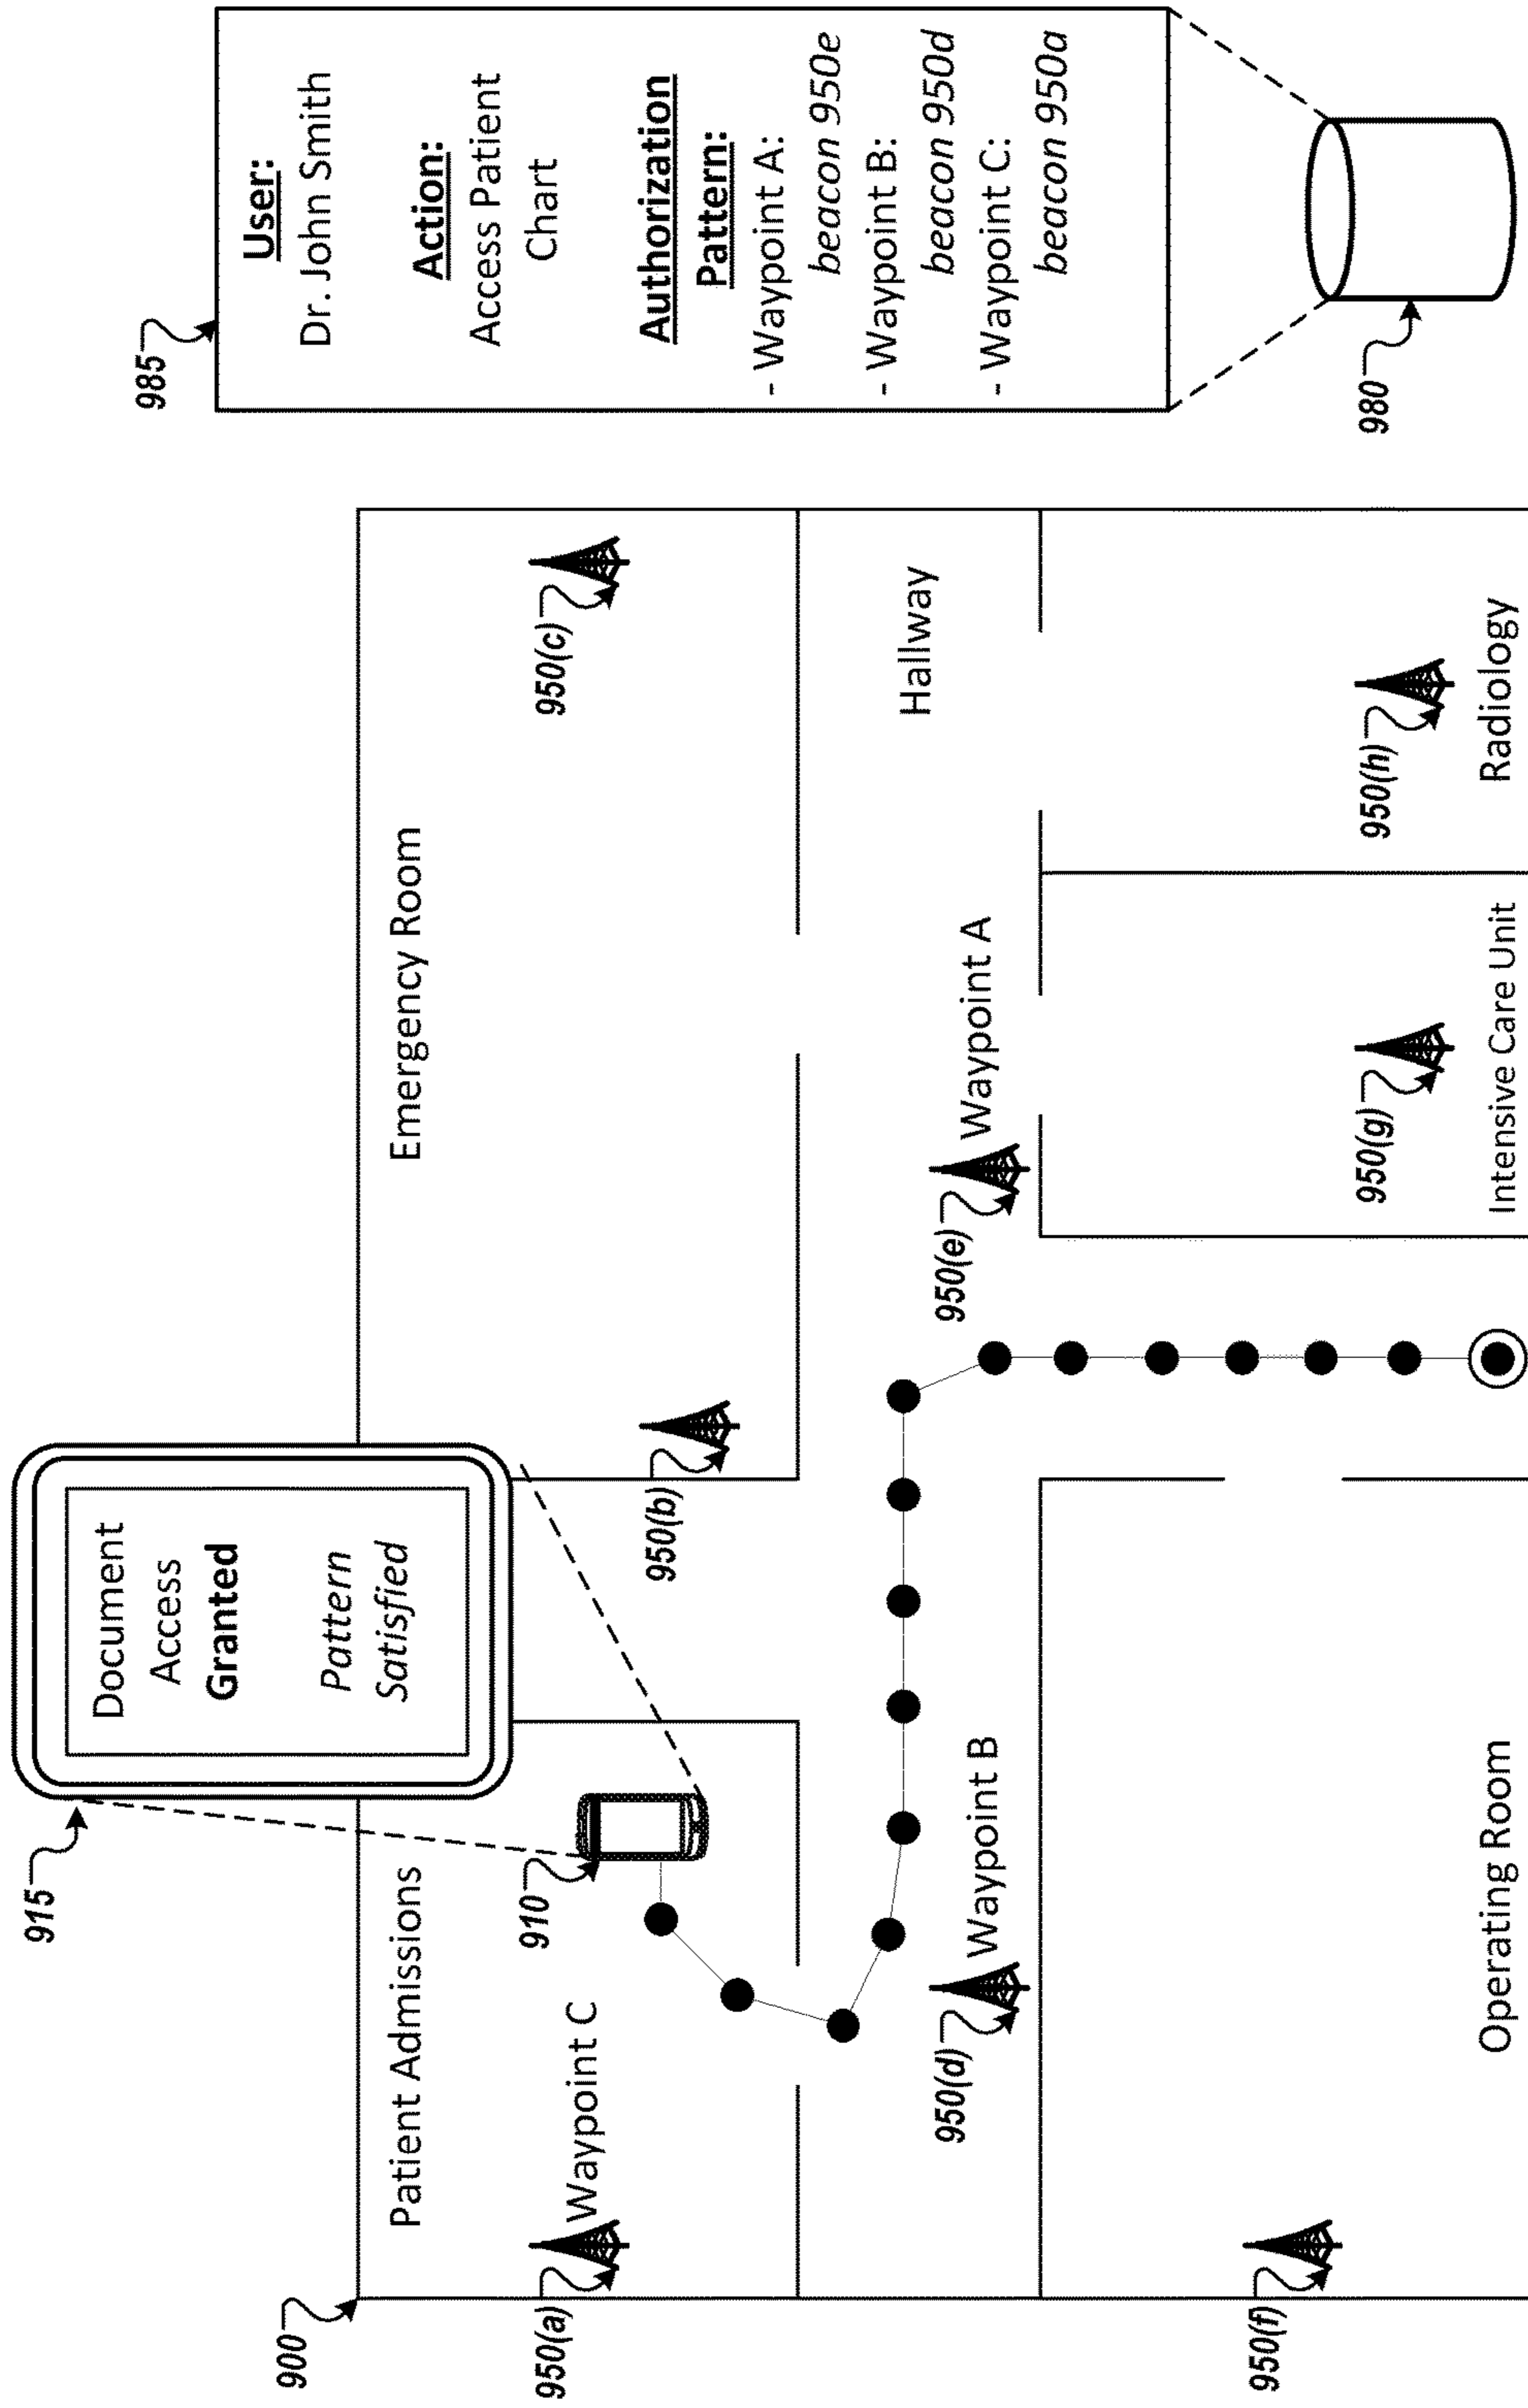 915
Document
Access
Granted
Pattern
Satisfied
900
Patient Admissions
Emergency Room
950(a)
Waypoint C
910
950(b)
950(c)
Hallway
950(d)
Waypoint B
950(e)
Waypoint A
950(f)
Operating Room
950(g)
Intensive Care Unit
950(h)
Radiology
985
User:
Dr. John Smith
Action:
Access Patient
Chart
Authorization
Pattern:
- Waypoint A:
beacon 950e
- Waypoint B:
beacon 950d
- Waypoint C:
beacon 950a
980